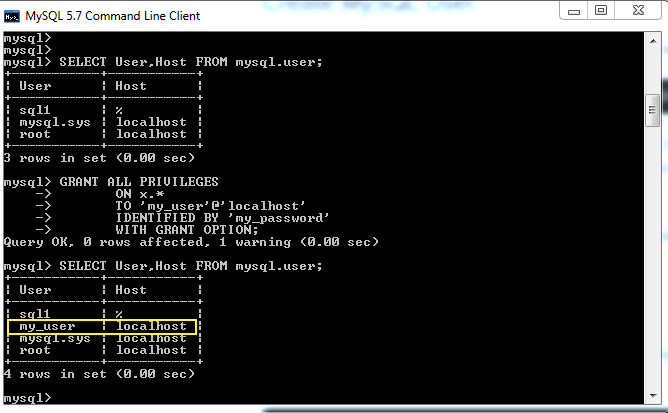 Create MySQL User
MySQL 5.7 Command Line Client
mysql>
mysql>
mysql> SELECT User,Host FROM mysql.user;
+-----------+-----------+
| User      | Host      |
+-----------+-----------+
| sql1      | %         |
| mysql.sys | localhost |
| root      | localhost |
+-----------+-----------+
3 rows in set (0.00 sec)
mysql> GRANT ALL PRIVILEGES
    ->         ON x.*
    ->         TO 'my_user'@'localhost'
    ->         IDENTIFIED BY 'my_password'
    ->         WITH GRANT OPTION;
Query OK, 0 rows affected, 1 warning (0.00 sec)
mysql> SELECT User,Host FROM mysql.user;
+-----------+-----------+
| User      | Host      |
+-----------+-----------+
| sql1      | %         |
| my_user   | localhost |
| mysql.sys | localhost |
| root      | localhost |
+-----------+-----------+
4 rows in set (0.00 sec)
mysql>